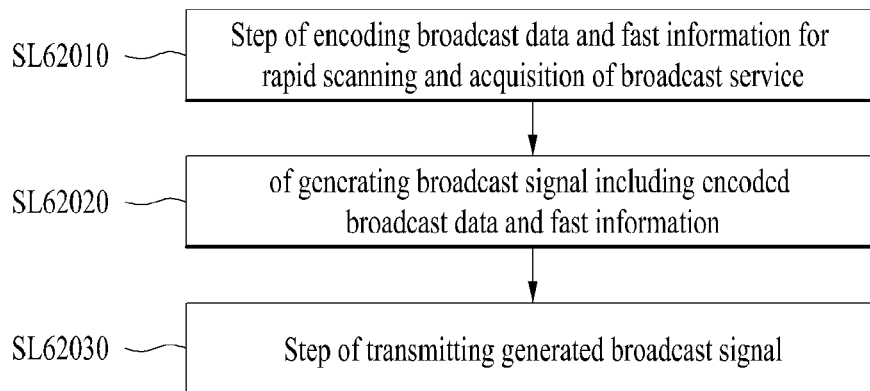 SL62010
Step of encoding broadcast data and fast information for
rapid scanning and acquisition of broadcast service
SL62020
of generating broadcast signal including encoded
broadcast data and fast information
SL62030
Step of transmitting generated broadcast signal